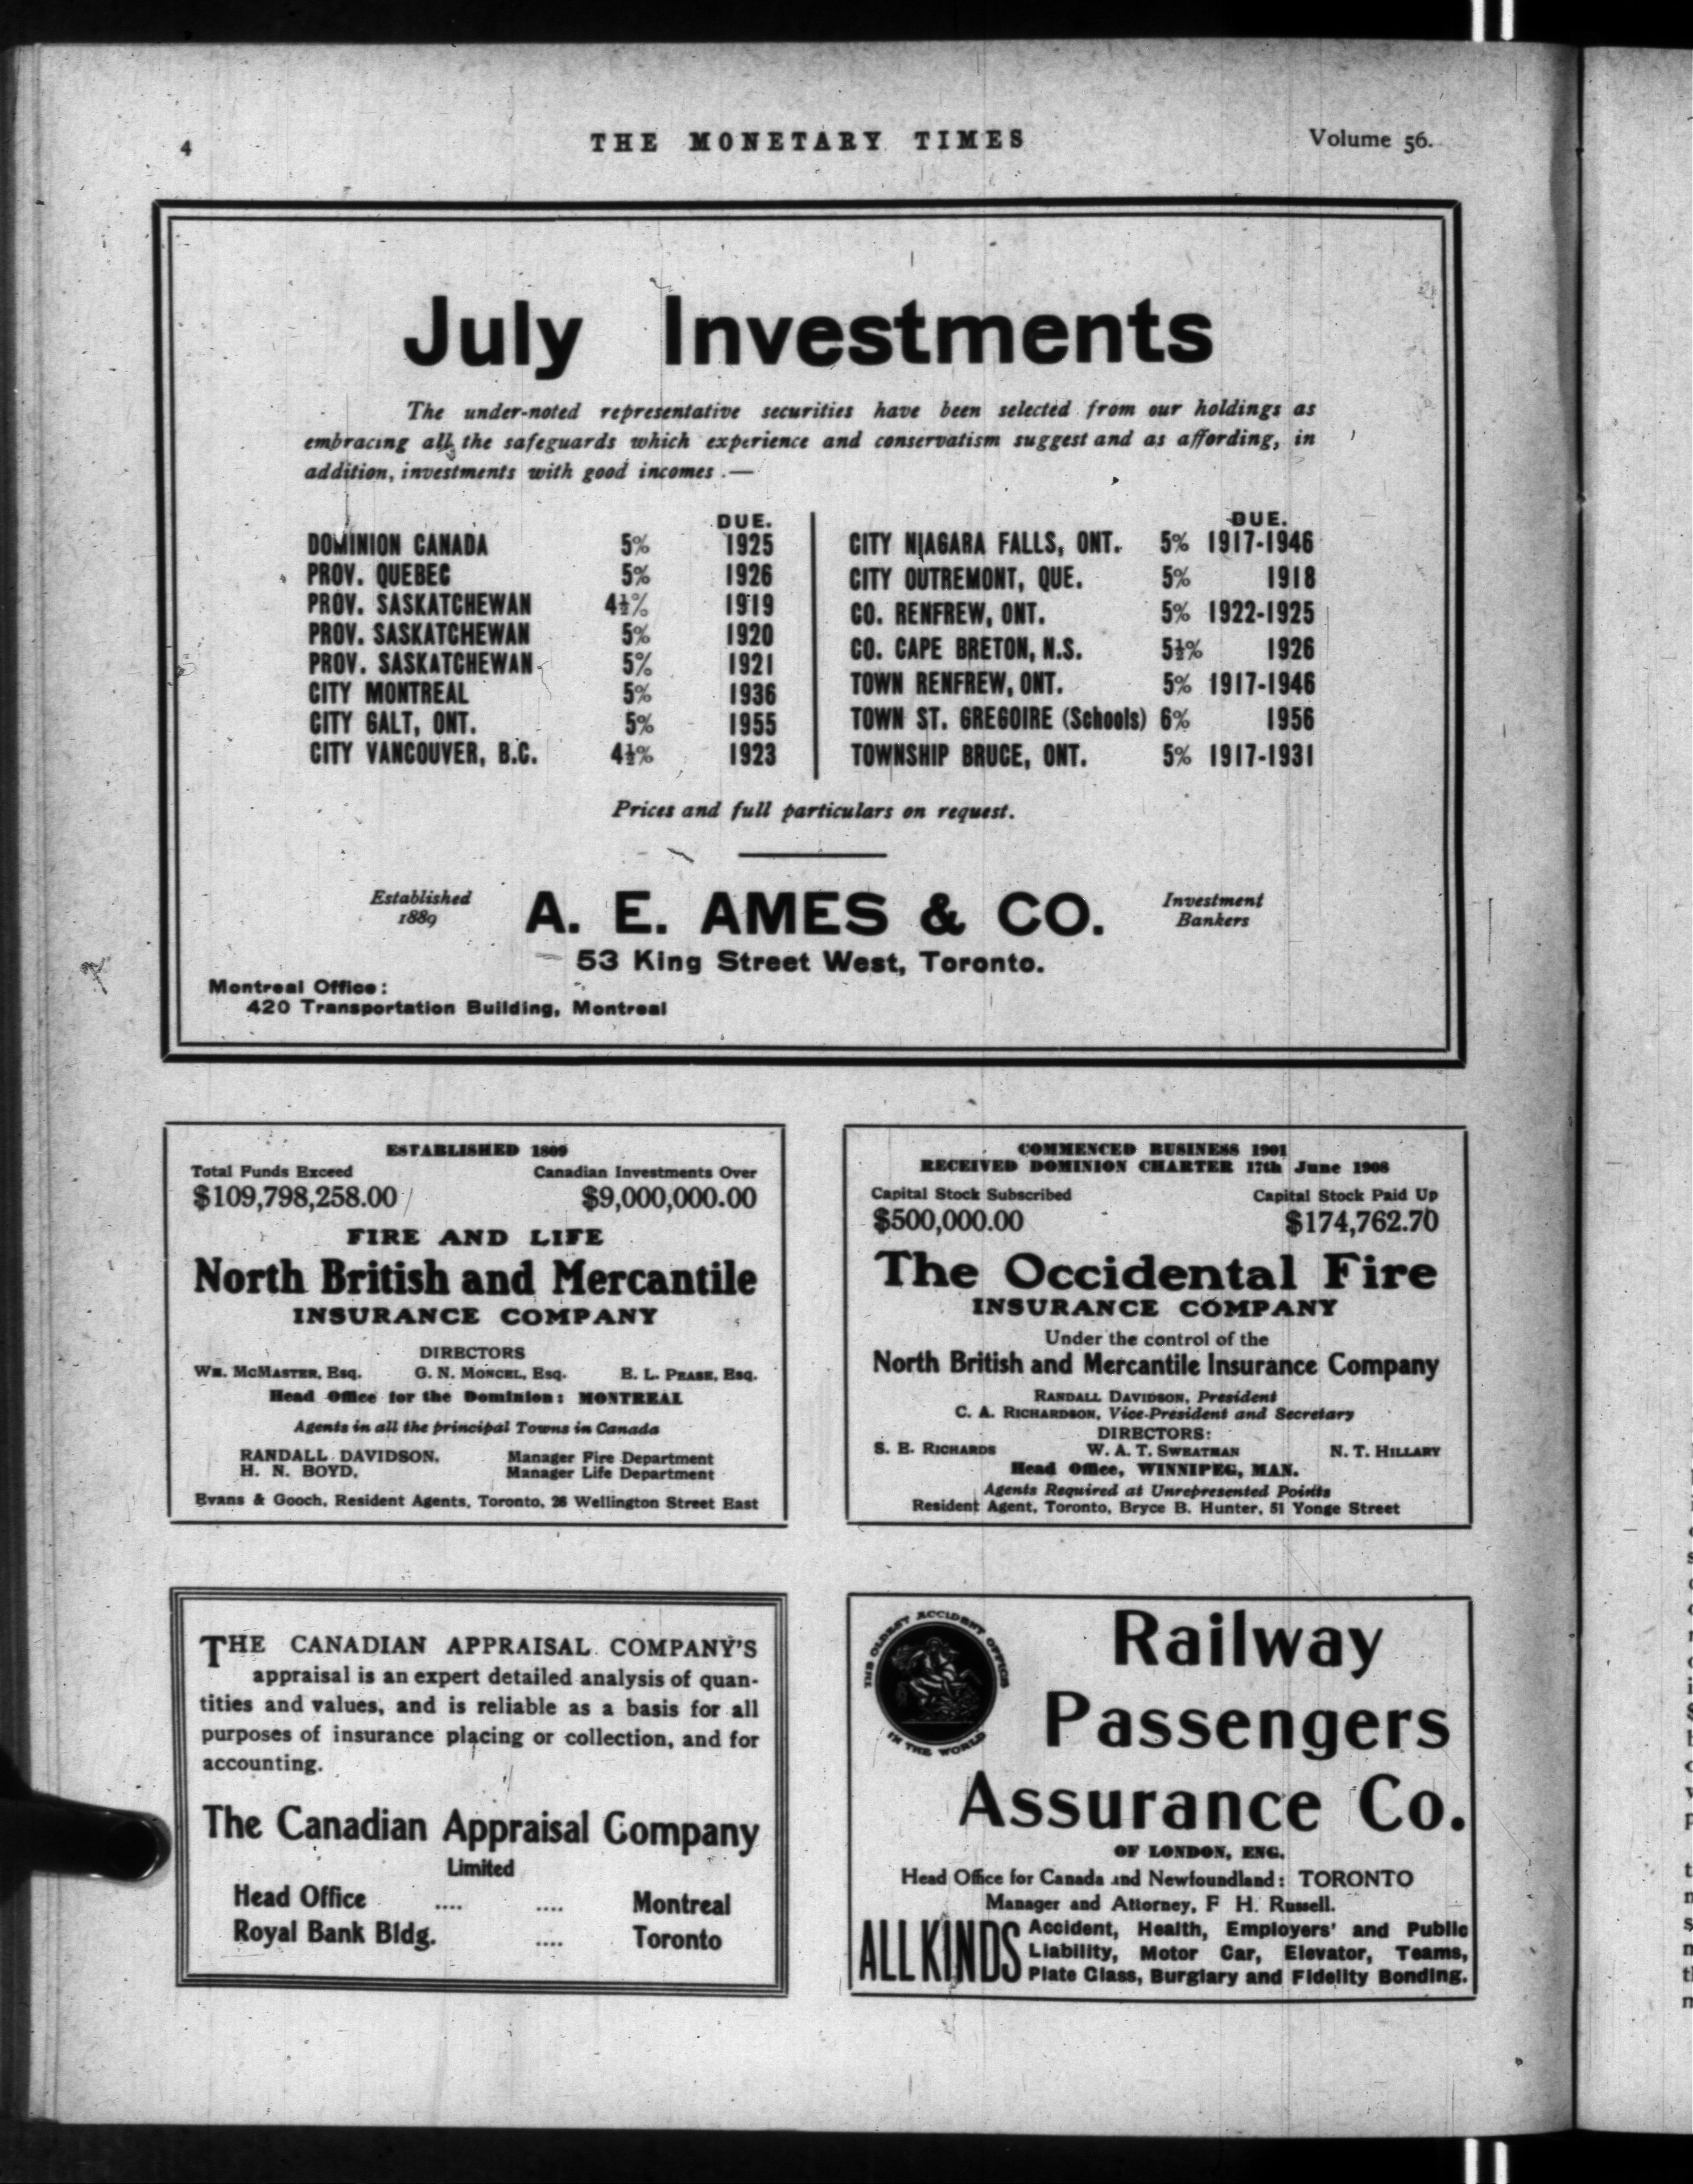 4
THE MONETARY TIMES
Volume 56.
July Investments
The under-noted representative securities have been selected from our holdings as
embracing all the safeguards which experience and conservatism suggest and as affording, in
addition, investments with good incomes.—
DUE.
DOMINION CANADA 5% 1925
PROV. QUEBEC 5% 1926
PROV. SASKATCHEWAN 4½% 1919
PROV. SASKATCHEWAN 5% 1920
PROV. SASKATCHEWAN 5% 1921
CITY MONTREAL 5% 1936
CITY GALT, ONT. 5% 1955
CITY VANCOUVER, B.C. 4½% 1923
DUE.
CITY NIAGARA FALLS, ONT. 5% 1917-1946
CITY OUTREMONT, QUE. 5% 1918
CO. RENFREW, ONT. 5% 1922-1925
CO. CAPE BRETON, N.S. 5½% 1926
TOWN RENFREW, ONT. 5% 1917-1946
TOWN ST. GREGOIRE (Schools) 6% 1956
TOWNSHIP BRUCE, ONT. 5% 1917-1931
Prices and full particulars on request.
Established
1889
A. E. AMES & CO.
Investment
Bankers
53 King Street West, Toronto.
Montreal Office:
420 Transportation Building, Montreal
ESTABLISHED 1809
Total Funds Exceed Canadian Investments Over
$109,798,258.00 $9,000,000.00
FIRE AND LIFE
North British and Mercantile
INSURANCE COMPANY
DIRECTORS
WM. MCMASTER, Esq. G. N. MONCEL, Esq. E. L. PEASE, Esq.
Head Office for the Dominion: MONTREAL
Agents in all the principal Towns in Canada
RANDALL DAVIDSON, Manager Fire Department
H. N. BOYD, Manager Life Department
Evans & Gooch, Resident Agents, Toronto, 26 Wellington Street East
COMMENCED BUSINESS 1901
RECEIVED DOMINION CHARTER 17th June 1908
Capital Stock Subscribed Capital Stock Paid Up
$500,000.00 $174,762.70
The Occidental Fire
INSURANCE COMPANY
Under the control of the
North British and Mercantile Insurance Company
RANDALL DAVIDSON, President
C. A. RICHARDSON, Vice-President and Secretary
DIRECTORS:
S. E. RICHARDS W. A. T. SWEATMAN N. T. HILLARY
Head Office, WINNIPEG, MAN.
Agents Required at Unrepresented Points
Resident Agent, Toronto, Bryce B. Hunter, 51 Yonge Street
THE CANADIAN APPRAISAL COMPANY'S
appraisal is an expert detailed analysis of quan-
tities and values, and is reliable as a basis for all
purposes of insurance placing or collection, and for
accounting.
The Canadian Appraisal Company
Limited
Head Office .... .... Montreal
Royal Bank Bldg. .... Toronto
THE OLDEST ACCIDENT OFFICE
IN THE WORLD
Railway
Passengers
Assurance Co.
OF LONDON, ENG.
Head Office for Canada and Newfoundland: TORONTO
Manager and Attorney, F H. Russell.
ALL KINDS
Accident, Health, Employers' and Public
Liability, Motor Car, Elevator, Teams,
Plate Glass, Burglary and Fidelity Bonding.